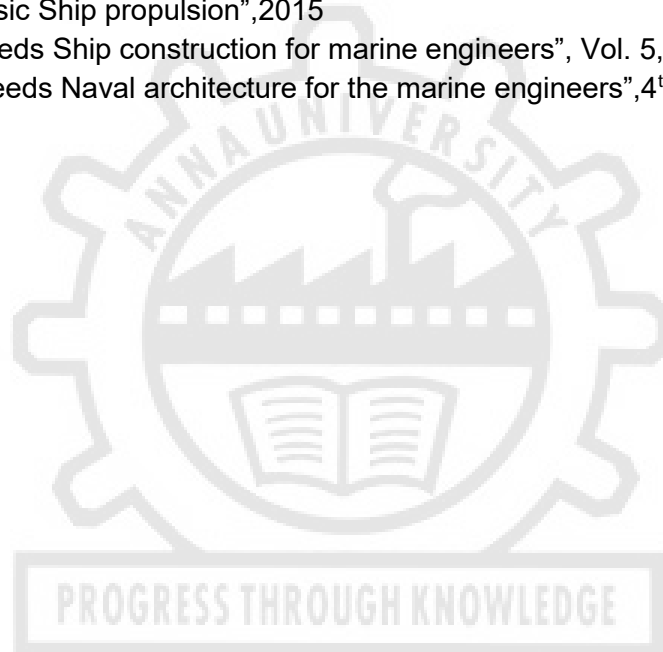 sic Ship propulsion”,2015
eds Ship construction for marine engineers”, Vol. 5,
eeds Naval architecture for the marine engineers”,4t
ANNA UNIVERSITY
PROGRESS THROUGH KNOWLEDGE